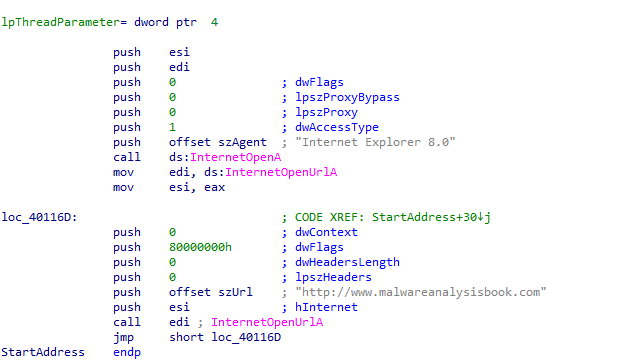 lpThreadParameter= dword ptr  4
push    esi
push    edi
push    0               ; dwFlags
push    0               ; lpszProxyBypass
push    0               ; lpszProxy
push    1               ; dwAccessType
push    offset szAgent  ; "Internet Explorer 8.0"
call    ds:InternetOpenA
mov     edi, ds:InternetOpenUrlA
mov     esi, eax
loc_40116D:                             ; CODE XREF: StartAddress+30↓j
push    0               ; dwContext
push    80000000h       ; dwFlags
push    0               ; dwHeadersLength
push    0               ; lpszHeaders
push    offset szUrl    ; "http://www.malwareanalysisbook.com"
push    esi             ; hInternet
call    edi ; InternetOpenUrlA
jmp     short loc_40116D
StartAddress    endp